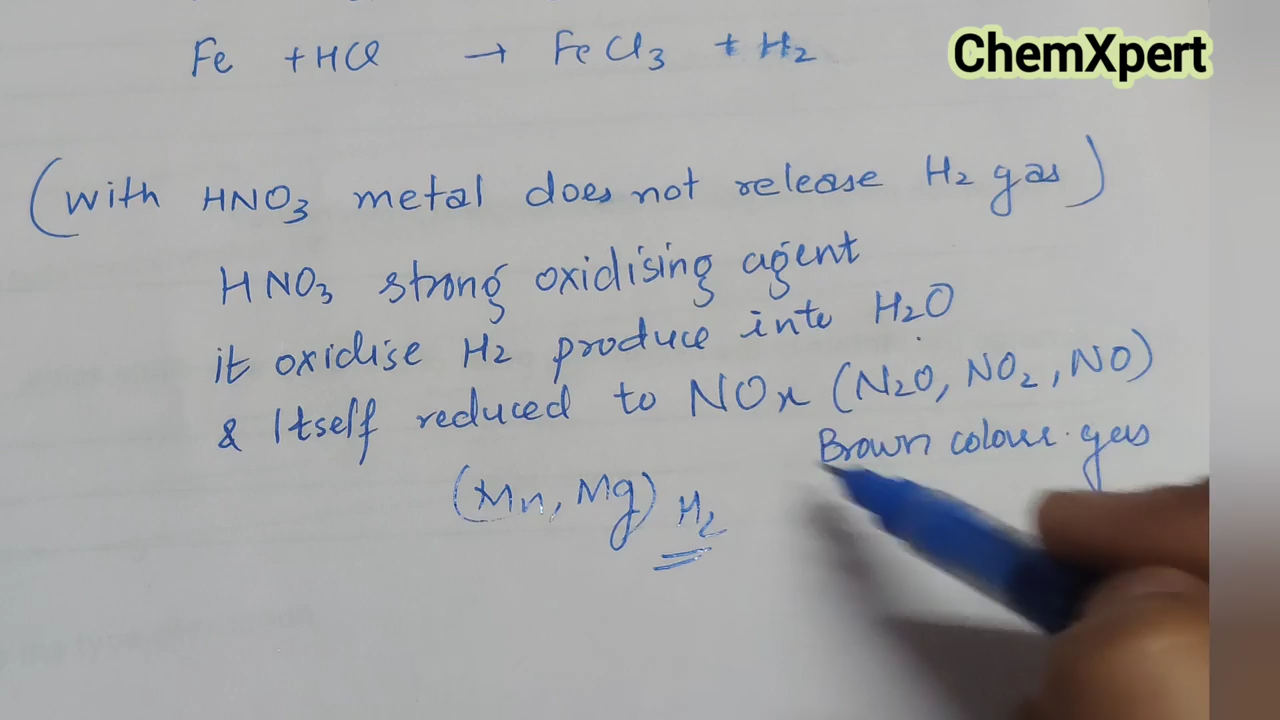 Fe + HCl → FeCl3 + H2
ChemXpert
(with HNO3 metal does not release H2 gas)
HNO3 strong oxidising agent
it oxidise H2 produce into H2O
& Itself reduced to NOx (N2O, NO2, NO)
Brown colour gas
(Mn, Mg) H2